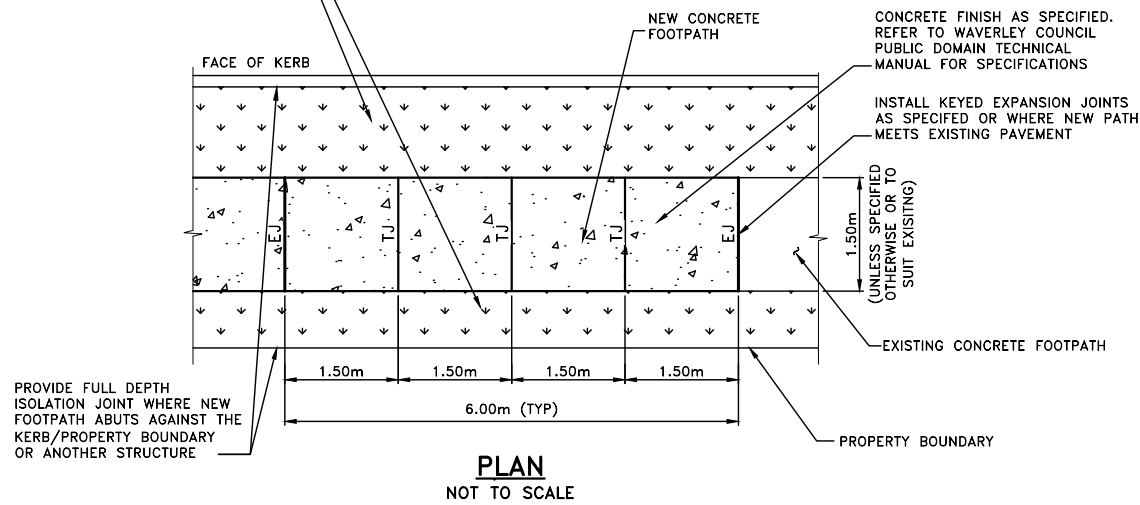 NEW CONCRETE
FOOTPATH
CONCRETE FINISH AS SPECIFIED.
REFER TO WAVERLEY COUNCIL
PUBLIC DOMAIN TECHNICAL
MANUAL FOR SPECIFICATIONS
FACE OF KERB
INSTALL KEYED EXPANSION JOINTS
AS SPECIFED OR WHERE NEW PATH
MEETS EXISTING PAVEMENT
EJ
TJ
TJ
TJ
EJ
1.50m
(UNLESS SPECIFIED
OTHERWISE OR TO
SUIT EXISITNG)
EXISTING CONCRETE FOOTPATH
1.50m
1.50m
1.50m
1.50m
6.00m (TYP)
PROVIDE FULL DEPTH
ISOLATION JOINT WHERE NEW
FOOTPATH ABUTS AGAINST THE
KERB/PROPERTY BOUNDARY
OR ANOTHER STRUCTURE
PROPERTY BOUNDARY
PLAN
NOT TO SCALE